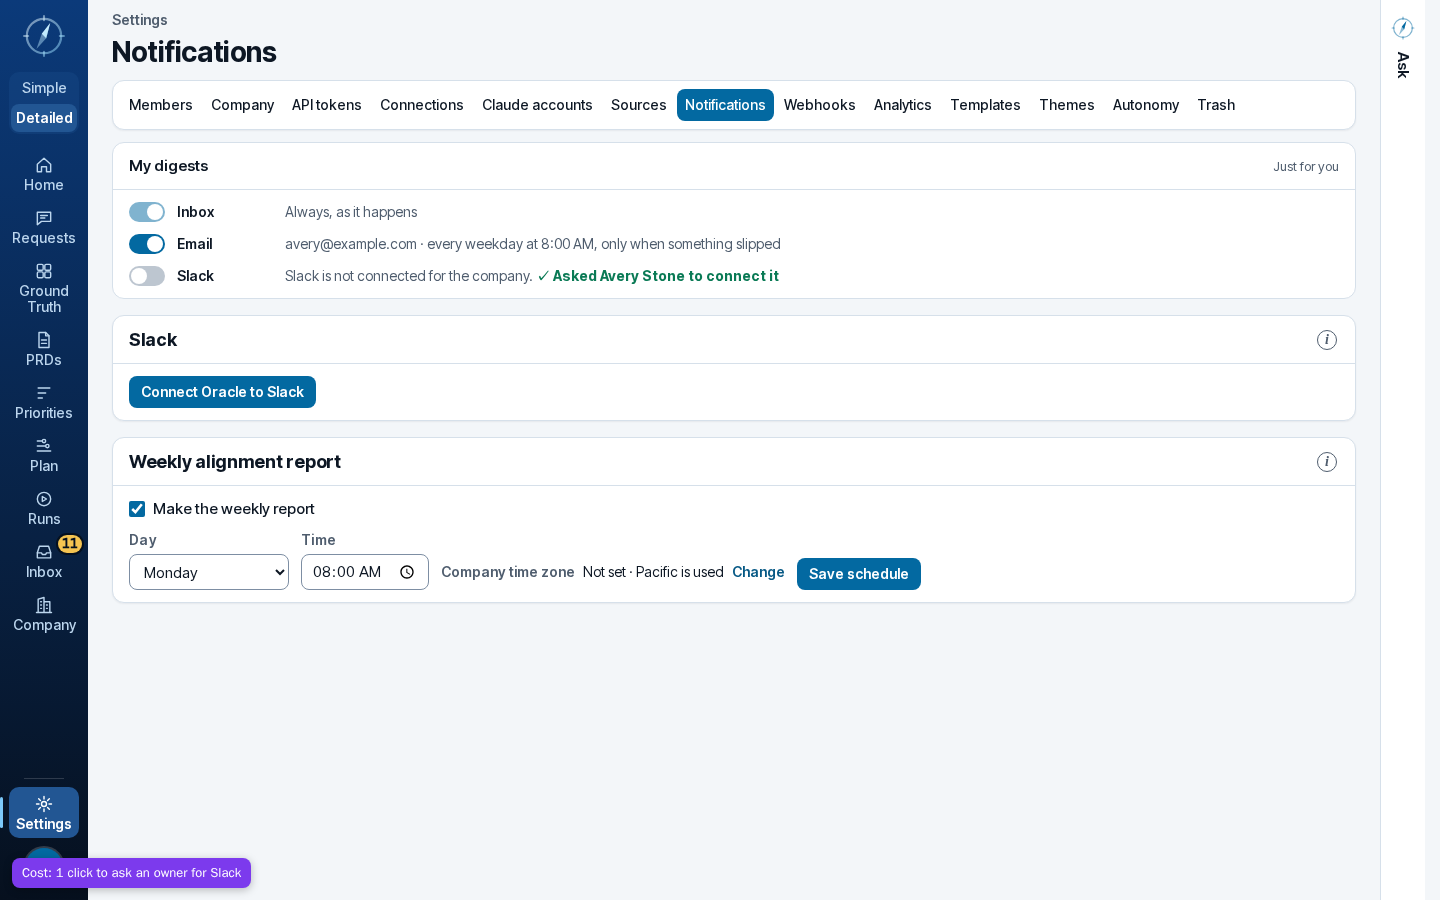 Settings
Notifications
Simple
Detailed
Home
Requests
Ground
Truth
PRDs
Priorities
Plan
Runs
11
Inbox
Company
Settings
Cost: 1 click to ask an owner for Slack
Members Company API tokens Connections Claude accounts Sources Notifications Webhooks Analytics Templates Themes Autonomy Trash
My digests Just for you
Inbox Always, as it happens
Email avery@example.com · every weekday at 8:00 AM, only when something slipped
Slack Slack is not connected for the company. ✓ Asked Avery Stone to connect it
Slack i
Connect Oracle to Slack
Weekly alignment report i
Make the weekly report
Day Time
Monday 08:00 AM Company time zone Not set · Pacific is used Change Save schedule
Ask